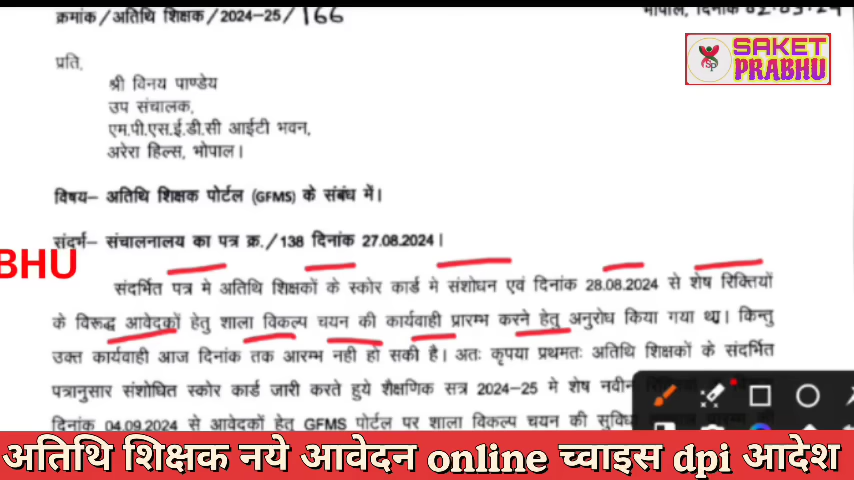 क्रमांक/अतिथि शिक्षक/2024-25/166
भोपाल, दिनांक 02.09.24
SAKET
PRABHU
SP
प्रति,
श्री विनय पाण्डेय
उप संचालक,
एम.पी.एस.ई.डी.सी आईटी भवन,
अरेरा हिल्स, भोपाल।
विषय– अतिथि शिक्षक पोर्टल (GFMS) के संबंध में।
संदर्भ– संचालनालय का पत्र क्र./138 दिनांक 27.08.2024।
BHU
संदर्भित पत्र मे अतिथि शिक्षकों के स्कोर कार्ड मे संशोधन एवं दिनांक 28.08.2024 से शेष रिक्तियों
के विरूद्ध आवेदकों हेतु शाला विकल्प चयन की कार्यवाही प्रारम्भ करने हेतु अनुरोध किया गया था। किन्तु
उक्त कार्यवाही आज दिनांक तक आरम्भ नही हो सकी है। अतः कृपया प्रथमतः अतिथि शिक्षकों के संदर्भित
पत्रानुसार संशोधित स्कोर कार्ड जारी करते हुये शैक्षणिक सत्र 2024-25 मे शेष नवीन
दिनांक 04.09.2024 से आवेदकों हेतु GFMS पोर्टल पर शाला विकल्प चयन की सुविधा
अतिथि शिक्षक नये आवेदन online च्वाइस dpi आदेश